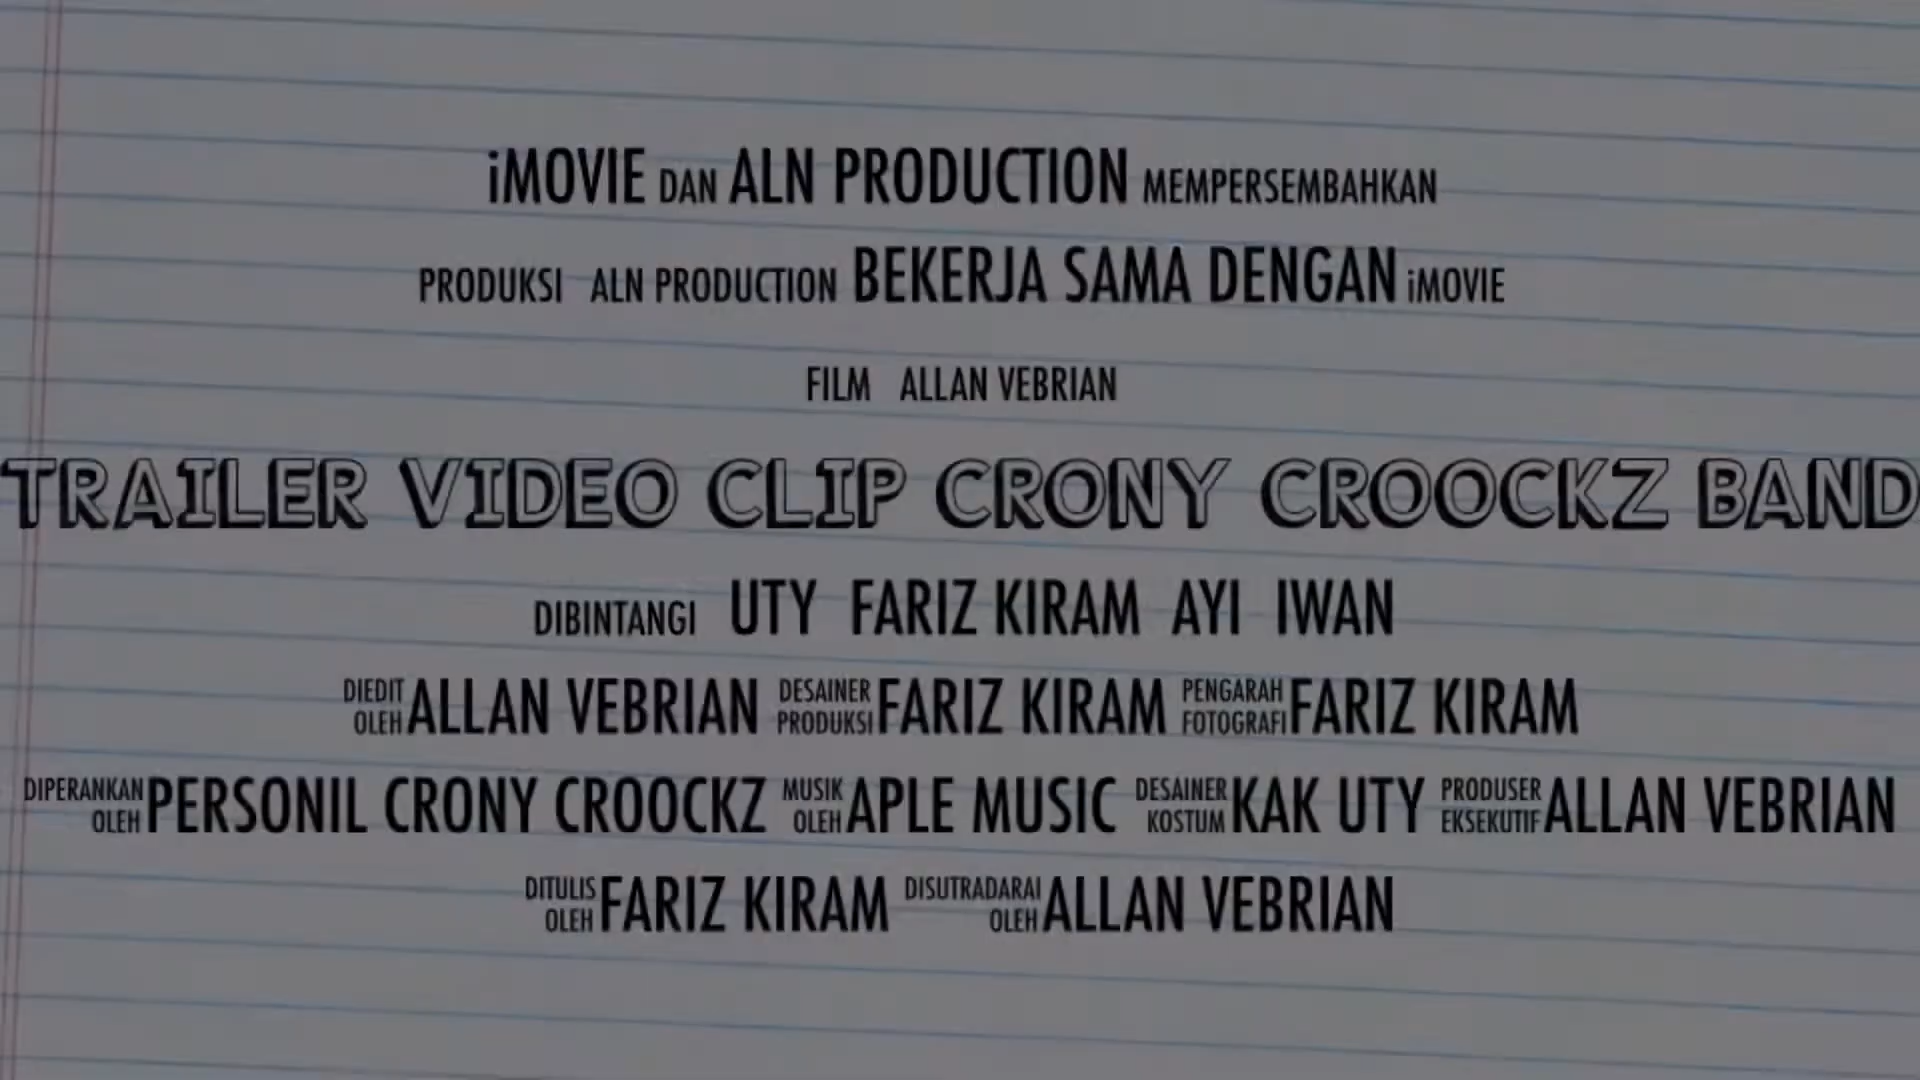 iMOVIE DAN ALN PRODUCTION MEMPERSEMBAHKAN
PRODUKSI ALN PRODUCTION BEKERJA SAMA DENGAN iMOVIE
FILM ALLAN VEBRIAN
TRAILER VIDEO CLIP CRONY CROOCKZ BAND
DIBINTANGI UTY FARIZ KIRAM AYI IWAN
DIEDIT OLEH ALLAN VEBRIAN DESAINER PRODUKSI FARIZ KIRAM PENGARAH FOTOGRAFI FARIZ KIRAM
DIPERANKAN OLEH PERSONIL CRONY CROOCKZ MUSIK OLEH APLE MUSIC DESAINER KOSTUM KAK UTY PRODUSER EKSEKUTIF ALLAN VEBRIAN
DITULIS OLEH FARIZ KIRAM DISUTRADARAI OLEH ALLAN VEBRIAN